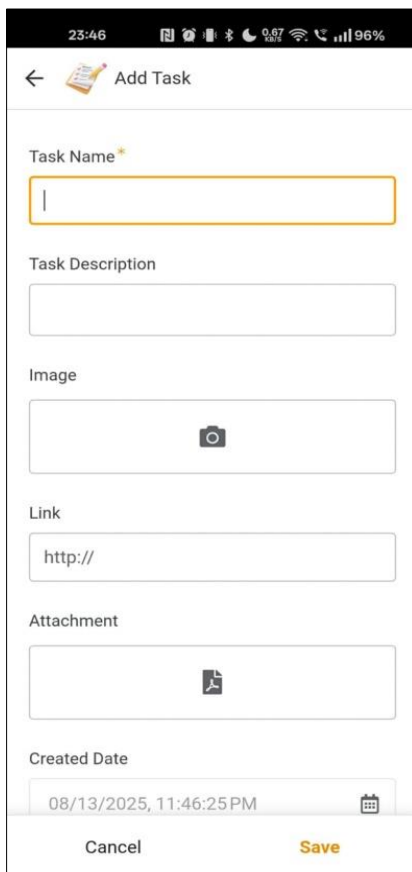 23:46 0.67 KB/S 96%
Add Task
Task Name*
Task Description
Image
Link
http://
Attachment
Created Date
08/13/2025, 11:46:25 PM
Cancel Save